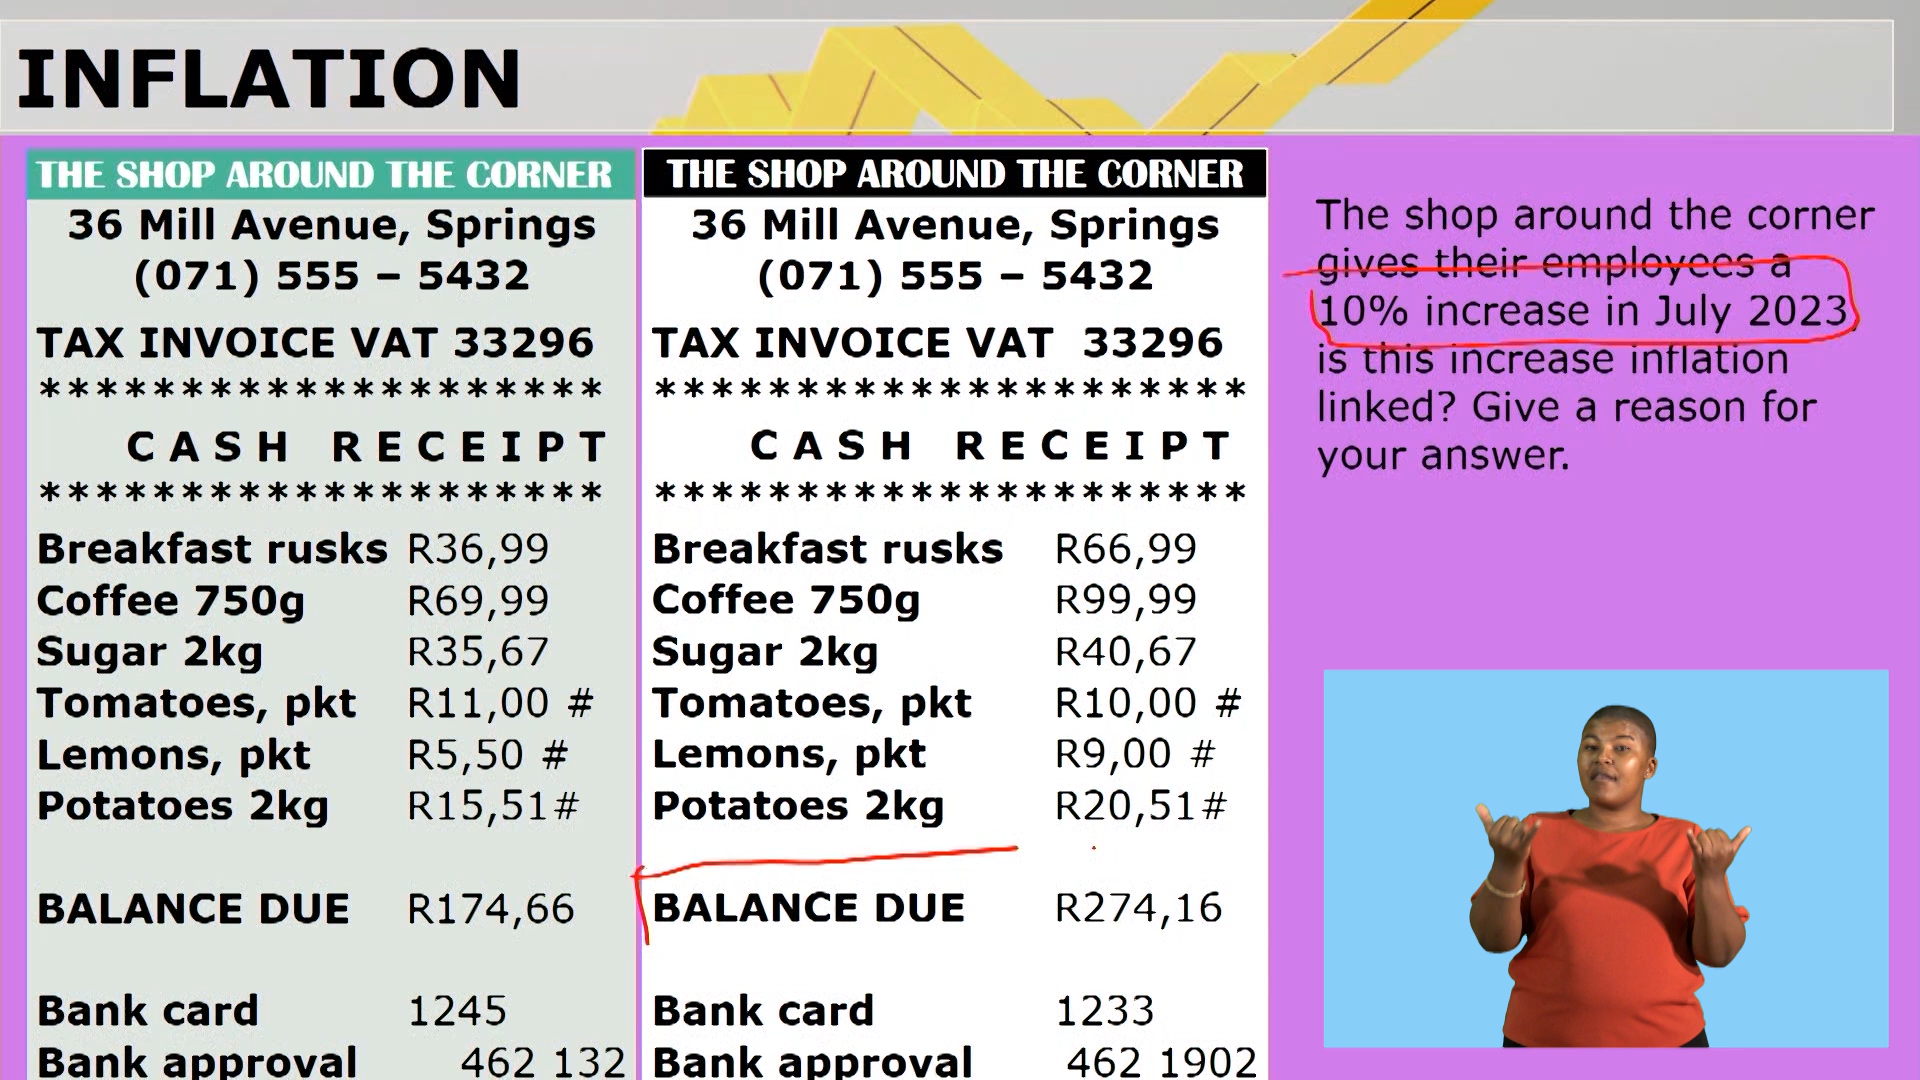 INFLATION
THE SHOP AROUND THE CORNER
36 Mill Avenue, Springs
(071) 555 – 5432
TAX INVOICE VAT 33296
********************
CASH RECEIPT
********************
Breakfast rusks R36,99
Coffee 750g R69,99
Sugar 2kg R35,67
Tomatoes, pkt R11,00 #
Lemons, pkt R5,50 #
Potatoes 2kg R15,51#
BALANCE DUE R174,66
Bank card 1245
Bank approval 462 132
THE SHOP AROUND THE CORNER
36 Mill Avenue, Springs
(071) 555 – 5432
TAX INVOICE VAT 33296
*********************
CASH RECEIPT
*********************
Breakfast rusks R66,99
Coffee 750g R99,99
Sugar 2kg R40,67
Tomatoes, pkt R10,00 #
Lemons, pkt R9,00 #
Potatoes 2kg R20,51#
BALANCE DUE R274,16
Bank card 1233
Bank approval 462 1902
The shop around the corner
gives their employees a
10% increase in July 2023,
is this increase inflation
linked? Give a reason for
your answer.